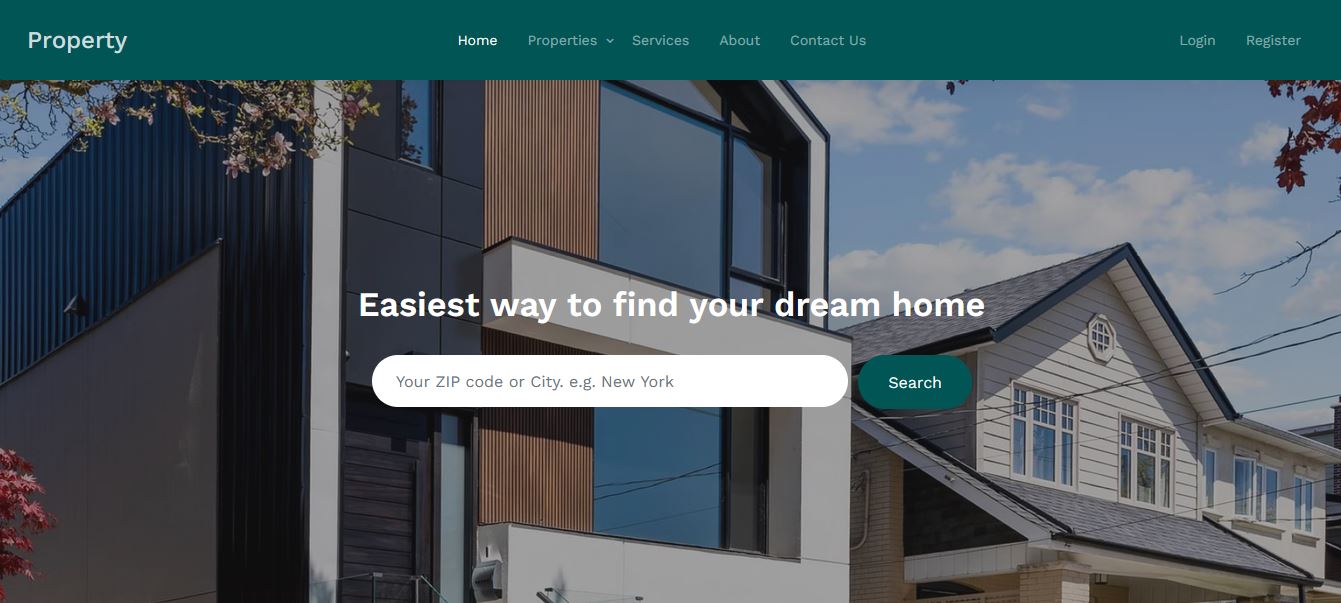 Property
Home Properties Services About Contact Us
Login Register
Easiest way to find your dream home
Your ZIP code or City. e.g. New York
Search